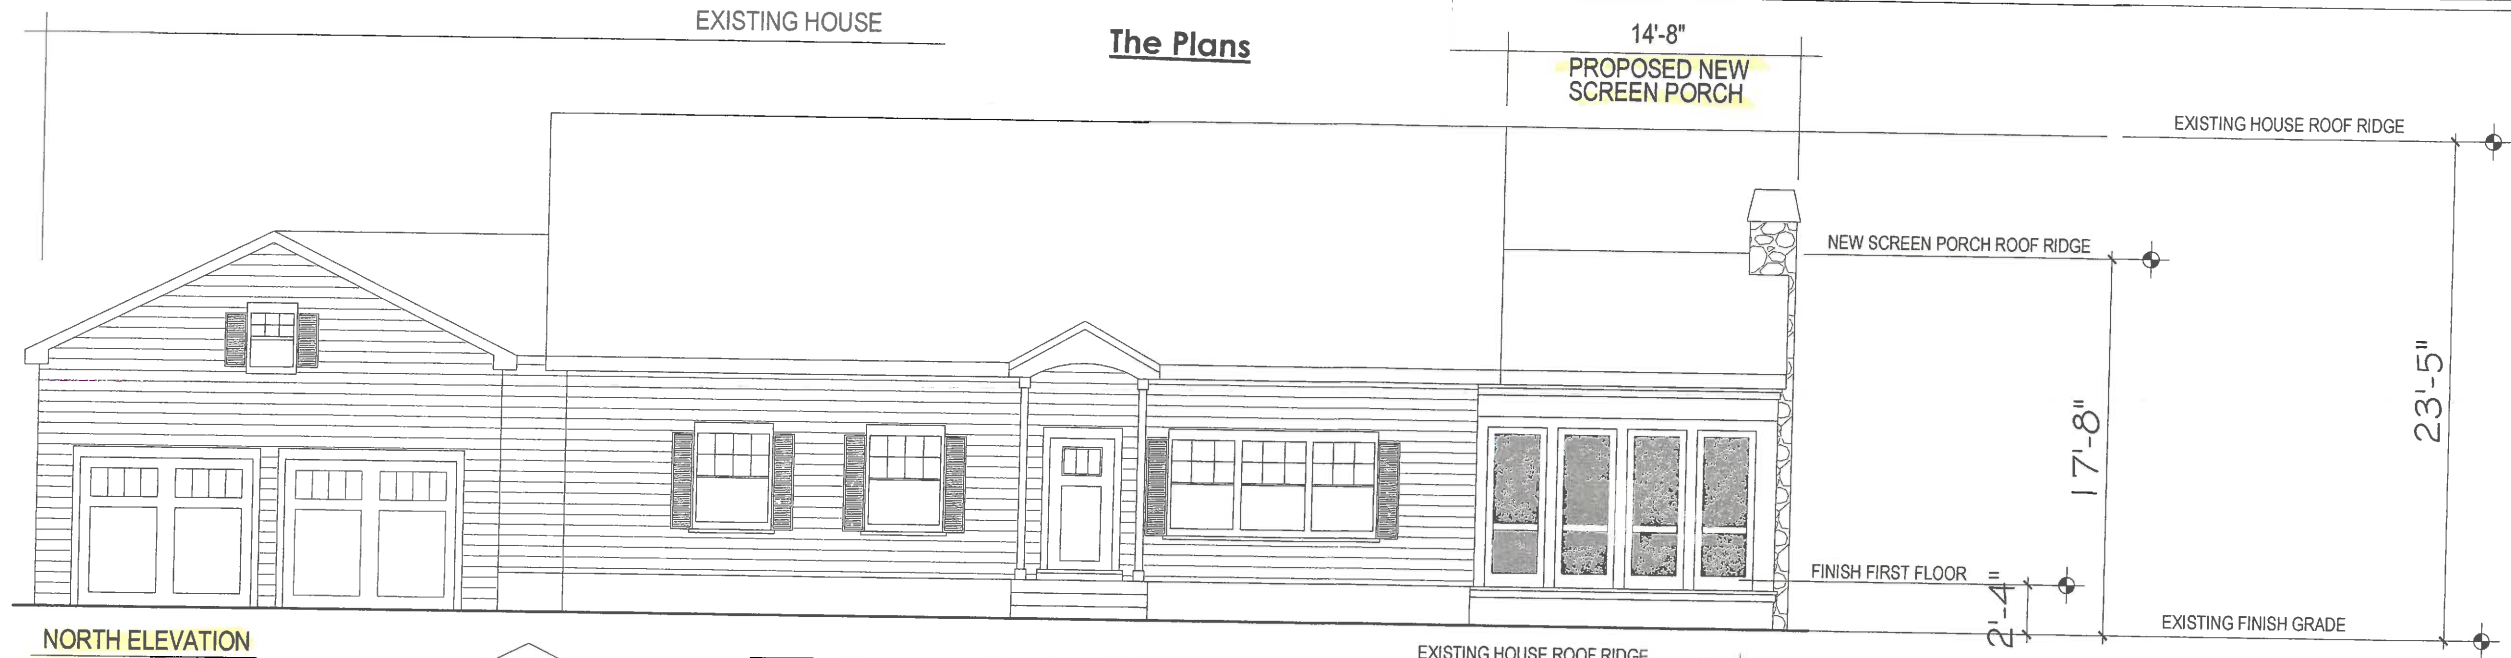 EXISTING HOUSE
The Plans
14'-8"
PROPOSED NEW
SCREEN PORCH
EXISTING HOUSE ROOF RIDGE
NEW SCREEN PORCH ROOF RIDGE
23'-5"
17'-8"
FINISH FIRST FLOOR
2'-4"
EXISTING FINISH GRADE
NORTH ELEVATION
EXISTING HOUSE ROOF RIDGE